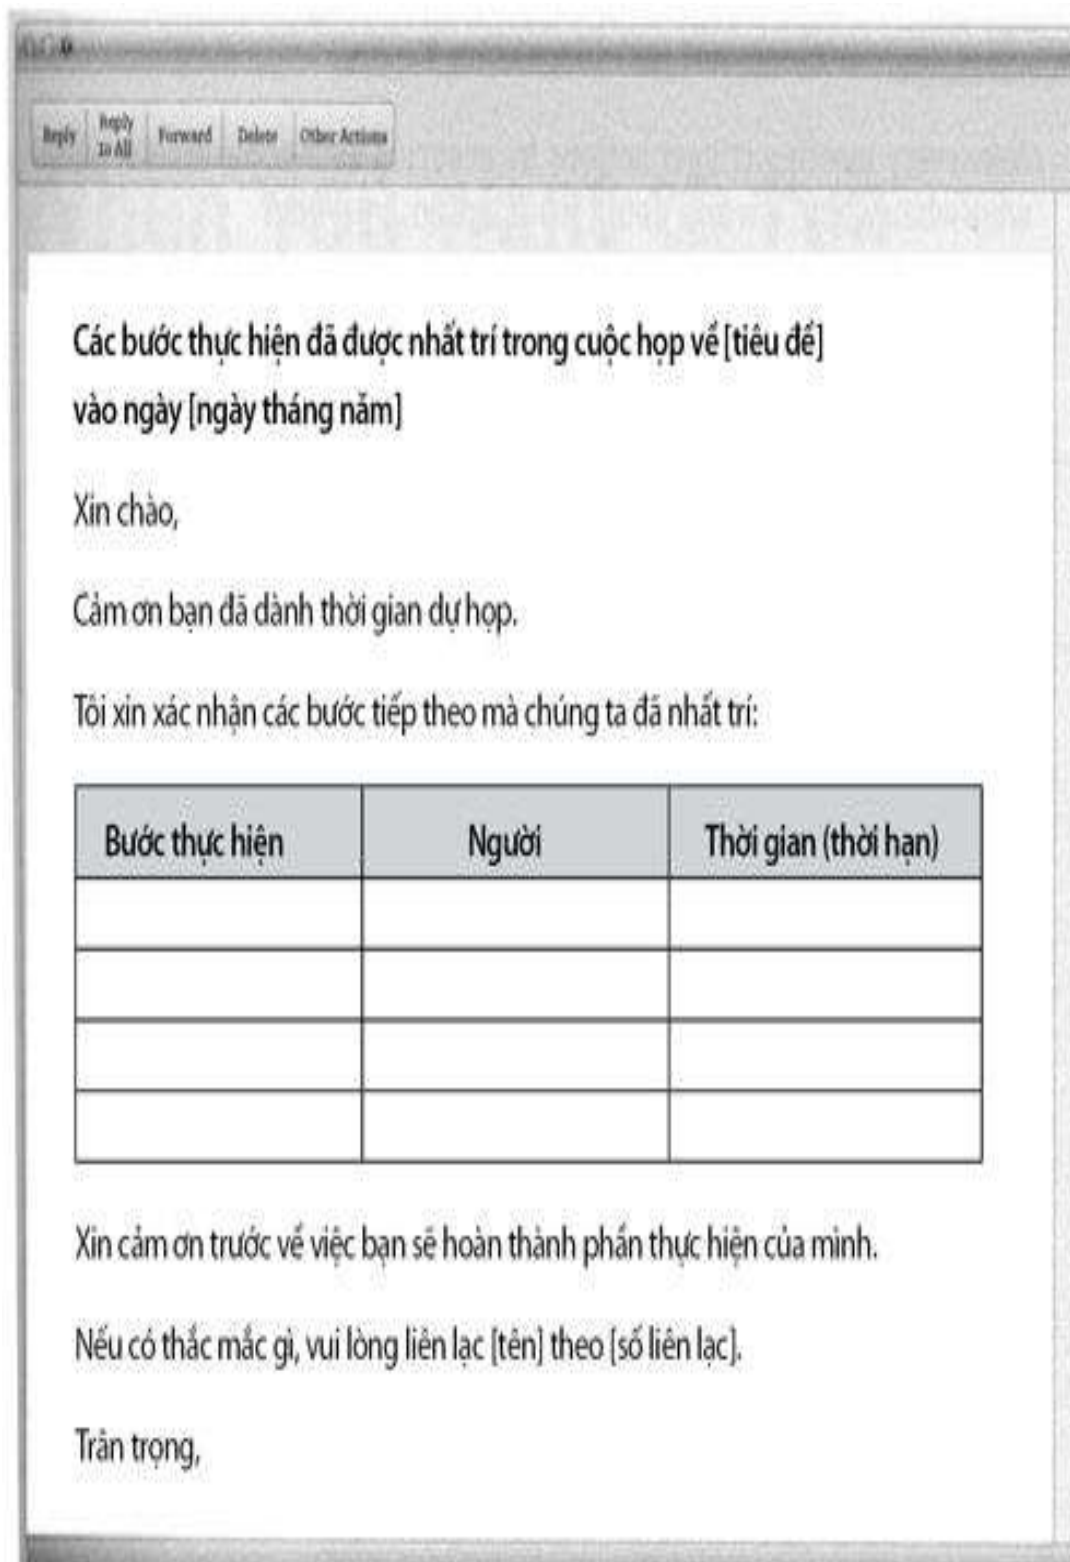 Reply
Reply
to All
Forward
Delete
Other Actions
Các bước thực hiện đã được nhất trí trong cuộc họp về [tiêu đề]
vào ngày [ngày tháng năm]
Xin chào,
Cảm ơn bạn đã dành thời gian dự họp.
Tôi xin xác nhận các bước tiếp theo mà chúng ta đã nhất trí:
Bước thực hiện Người Thời gian (thời hạn)
Xin cảm ơn trước về việc bạn sẽ hoàn thành phần thực hiện của mình.
Nếu có thắc mắc gì, vui lòng liên lạc [tên] theo [số liên lạc].
Trân trọng,